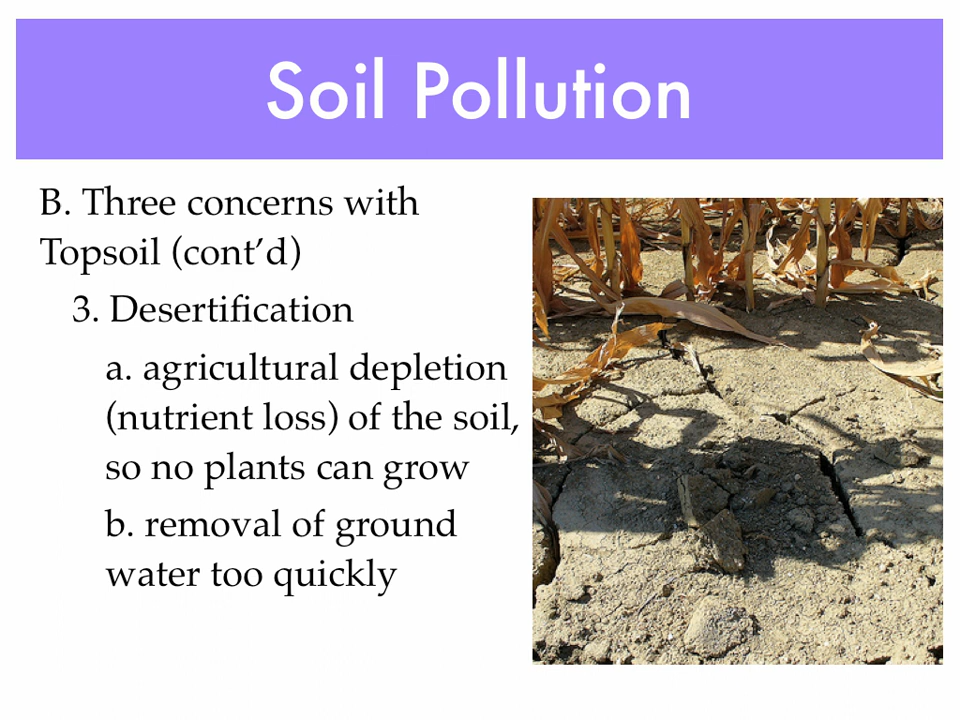 Soil Pollution
B. Three concerns with
Topsoil (cont’d)
3. Desertification
a. agricultural depletion
(nutrient loss) of the soil,
so no plants can grow
b. removal of ground
water too quickly